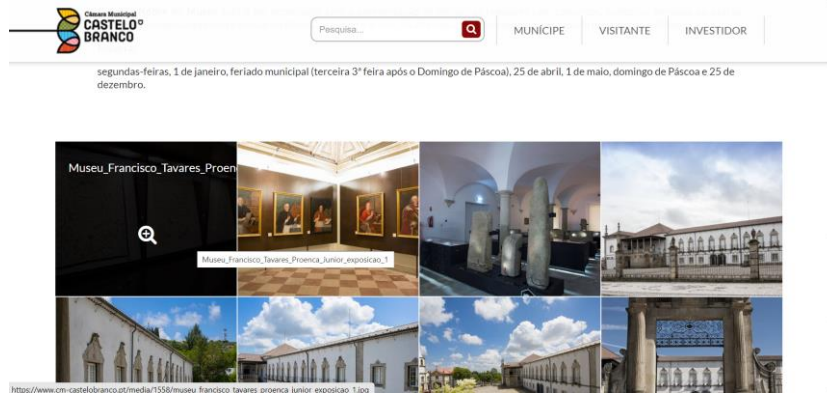 Câmara Municipal
CASTELO
BRANCO
Pesquisa...
MUNÍCIPE
VISITANTE
INVESTIDOR
segundas-feiras, 1 de janeiro, feriado municipal (terceira 3ª feira após o Domingo de Páscoa), 25 de abril, 1 de maio, domingo de Páscoa e 25 de
dezembro.
Museu_Francisco_Tavares_Proen
Museu_Francisco_Tavares_Proenca_Junior_exposicao_1
https://www.cm-castelobranco.pt/media/1558/museu_francisco_tavares_proenca_junior_exposicao_1.jpg